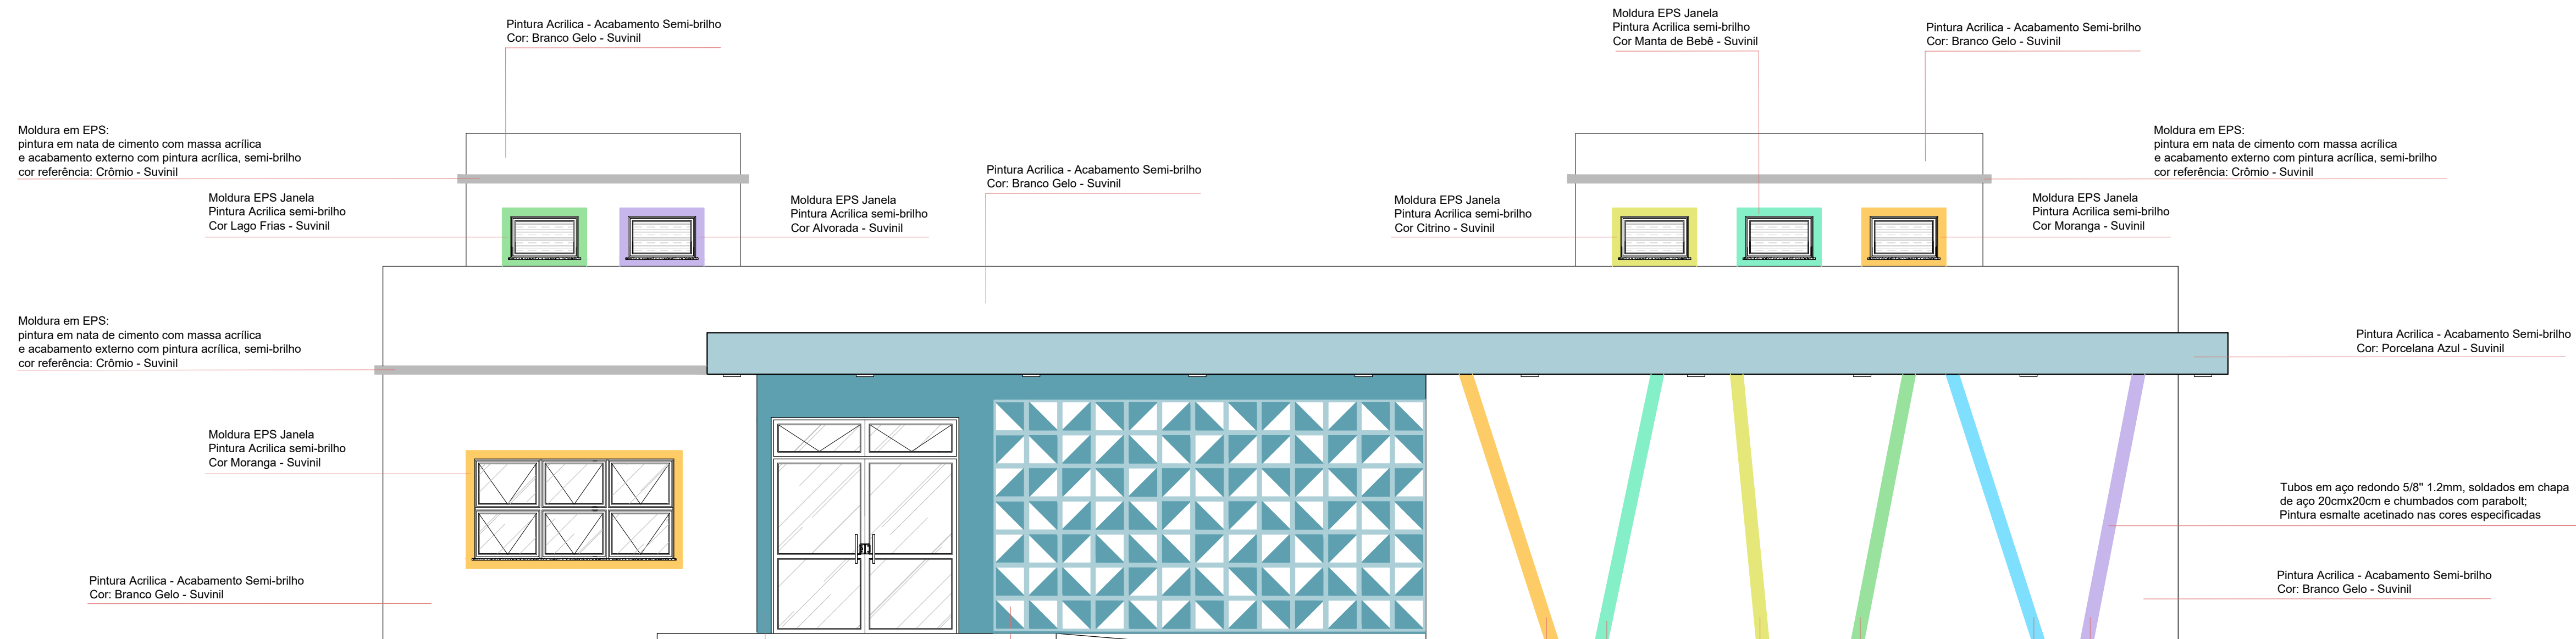 Pintura Acrilica - Acabamento Semi-brilho
Cor: Branco Gelo - Suvinil
Moldura EPS Janela
Pintura Acrilica semi-brilho
Cor Manta de Bebê - Suvinil
Pintura Acrilica - Acabamento Semi-brilho
Cor: Branco Gelo - Suvinil
Moldura em EPS:
pintura em nata de cimento com massa acrílica
e acabamento externo com pintura acrílica, semi-brilho
cor referência: Crômio - Suvinil
Pintura Acrilica - Acabamento Semi-brilho
Cor: Branco Gelo - Suvinil
Moldura em EPS:
pintura em nata de cimento com massa acrílica
e acabamento externo com pintura acrílica, semi-brilho
cor referência: Crômio - Suvinil
Moldura EPS Janela
Pintura Acrilica semi-brilho
Cor Lago Frias - Suvinil
Moldura EPS Janela
Pintura Acrilica semi-brilho
Cor Alvorada - Suvinil
Moldura EPS Janela
Pintura Acrilica semi-brilho
Cor Citrino - Suvinil
Moldura EPS Janela
Pintura Acrilica semi-brilho
Cor Moranga - Suvinil
Moldura em EPS:
pintura em nata de cimento com massa acrílica
e acabamento externo com pintura acrílica, semi-brilho
cor referência: Crômio - Suvinil
Pintura Acrilica - Acabamento Semi-brilho
Cor: Porcelana Azul - Suvinil
Moldura EPS Janela
Pintura Acrilica semi-brilho
Cor Moranga - Suvinil
Tubos em aço redondo 5/8" 1.2mm, soldados em chapa
de aço 20cmx20cm e chumbados com parabolt;
Pintura esmalte acetinado nas cores especificadas
Pintura Acrilica - Acabamento Semi-brilho
Cor: Branco Gelo - Suvinil
Pintura Acrilica - Acabamento Semi-brilho
Cor: Branco Gelo - Suvinil